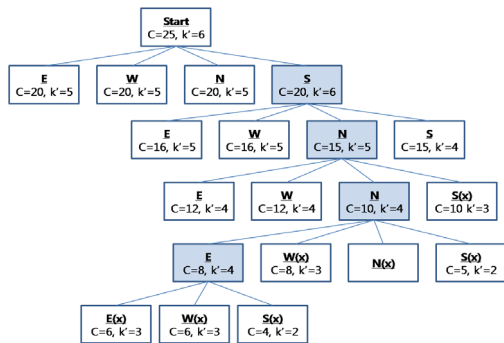 Start
C=25, k'=6
E
C=20, k'=5
W
C=20, k'=5
N
C=20, k'=5
S
C=20, k'=6
E
C=16, k'=5
W
C=16, k'=5
N
C=15, k'=5
S
C=15, k'=4
E
C=12, k'=4
W
C=12, k'=4
N
C=10, k'=4
S(x)
C=10 k'=3
E
C=8, k'=4
W(x)
C=8, k'=3
N(x)
S(x)
C=5, k'=2
E(x)
C=6, k'=3
W(x)
C=6, k'=3
S(x)
C=4, k'=2